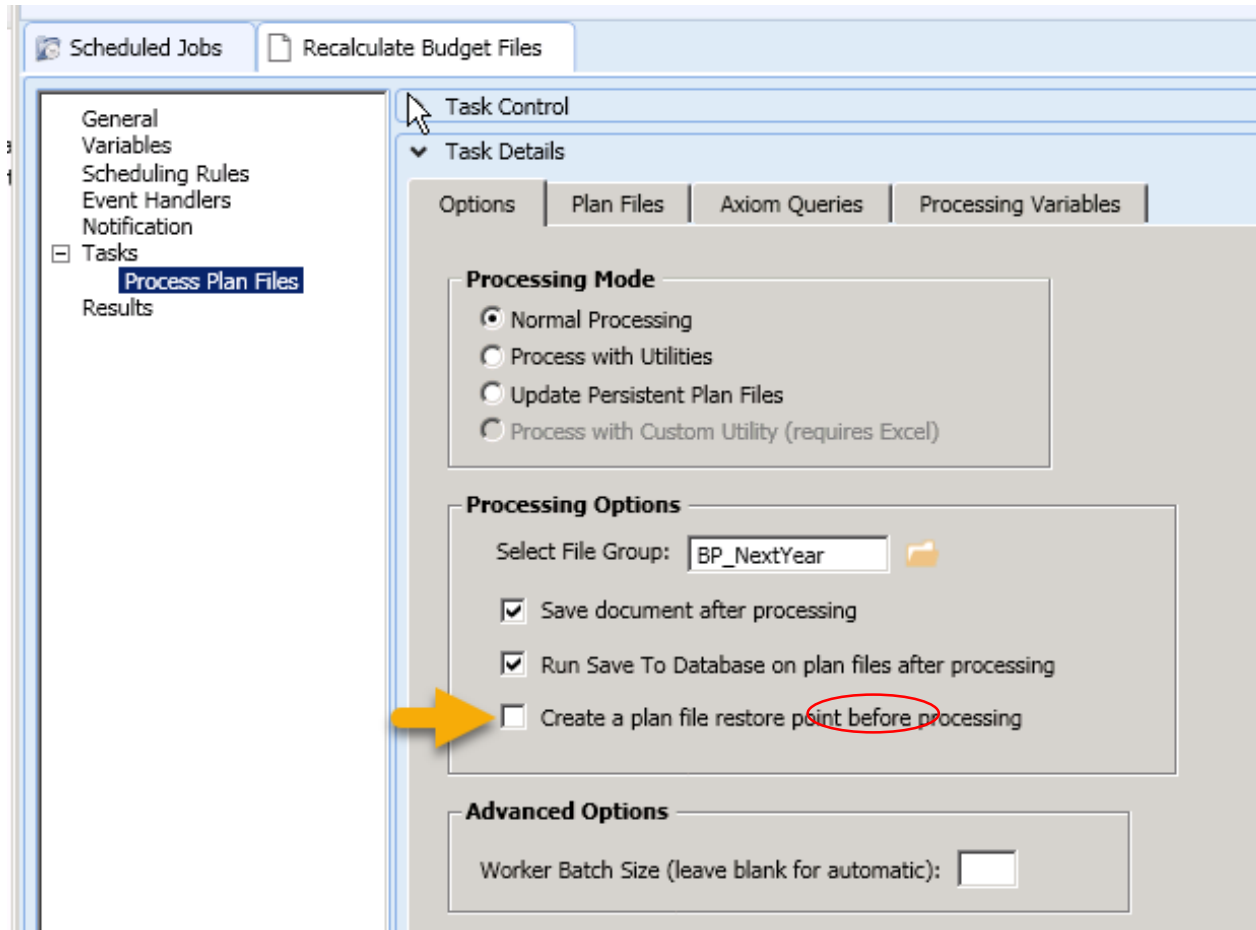 Scheduled Jobs
Recalculate Budget Files
General
Variables
Scheduling Rules
Event Handlers
Notification
Tasks
Process Plan Files
Results
Task Control
Task Details
Options
Plan Files
Axiom Queries
Processing Variables
Processing Mode
Normal Processing
Process with Utilities
Update Persistent Plan Files
Process with Custom Utility (requires Excel)
Processing Options
Select File Group: BP_NextYear
Save document after processing
Run Save To Database on plan files after processing
Create a plan file restore point before processing
Advanced Options
Worker Batch Size (leave blank for automatic):